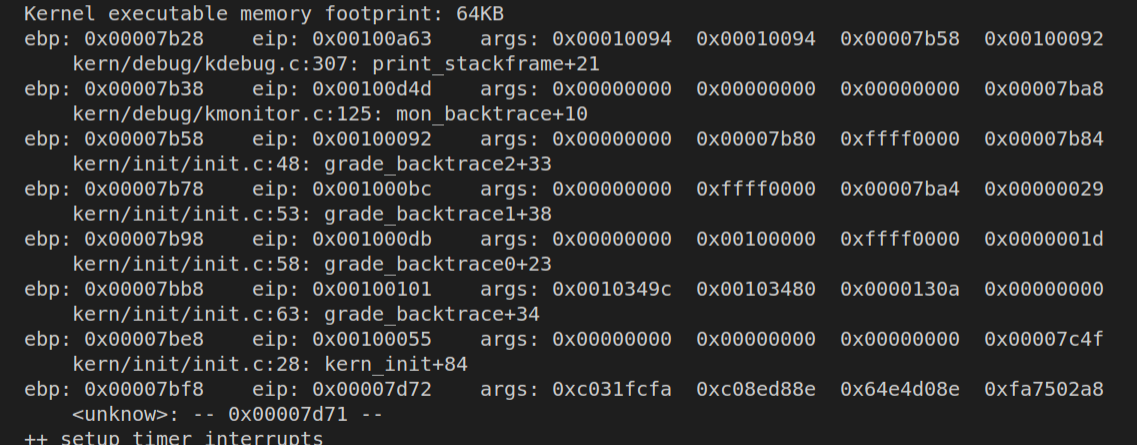 Kernel executable memory footprint: 64KB
ebp: 0x00007b28    eip: 0x00100a63    args: 0x00010094  0x00010094  0x00007b58  0x00100092
    kern/debug/kdebug.c:307: print_stackframe+21
ebp: 0x00007b38    eip: 0x00100d4d    args: 0x00000000  0x00000000  0x00000000  0x00007ba8
    kern/debug/kmonitor.c:125: mon_backtrace+10
ebp: 0x00007b58    eip: 0x00100092    args: 0x00000000  0x00007b80  0xffff0000  0x00007b84
    kern/init/init.c:48: grade_backtrace2+33
ebp: 0x00007b78    eip: 0x001000bc    args: 0x00000000  0xffff0000  0x00007ba4  0x00000029
    kern/init/init.c:53: grade_backtrace1+38
ebp: 0x00007b98    eip: 0x001000db    args: 0x00000000  0x00100000  0xffff0000  0x0000001d
    kern/init/init.c:58: grade_backtrace0+23
ebp: 0x00007bb8    eip: 0x00100101    args: 0x0010349c  0x00103480  0x0000130a  0x00000000
    kern/init/init.c:63: grade_backtrace+34
ebp: 0x00007be8    eip: 0x00100055    args: 0x00000000  0x00000000  0x00000000  0x00007c4f
    kern/init/init.c:28: kern_init+84
ebp: 0x00007bf8    eip: 0x00007d72    args: 0xc031fcfa  0xc08ed88e  0x64e4d08e  0xfa7502a8
    <unknow>: -- 0x00007d71 --
++ setup timer interrupts